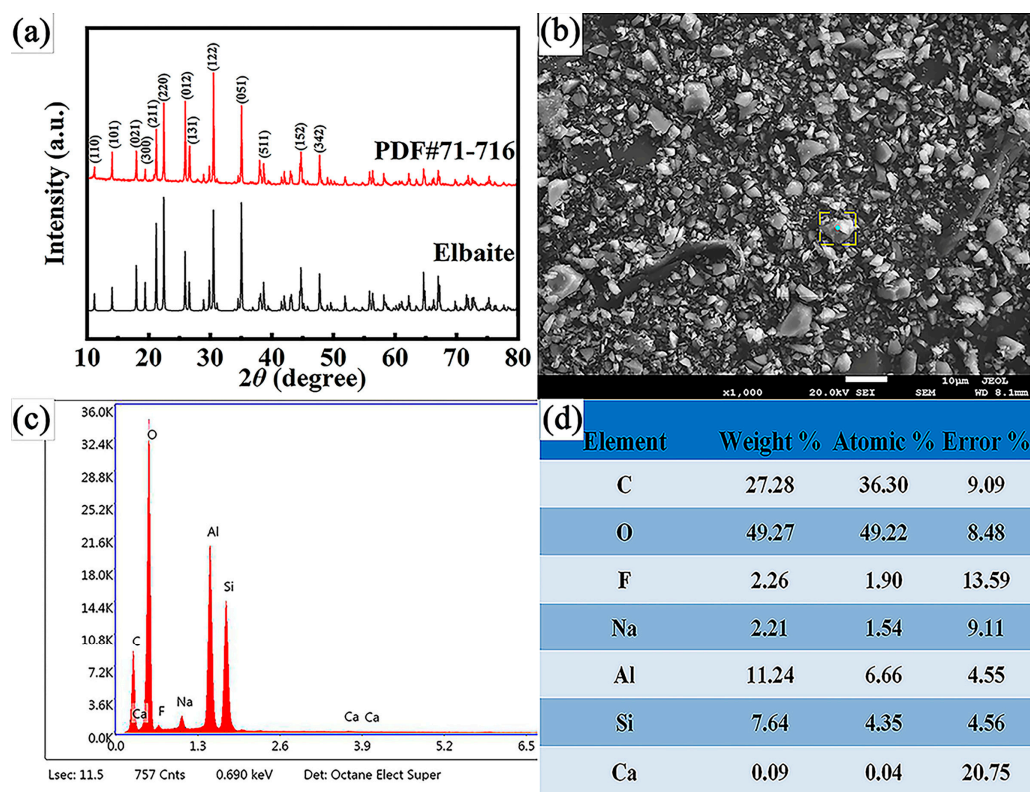 (a)
Intensity (a.u.)
(110)
(101)
(021)
(300)
(211)
(220)
(012)
(131)
(122)
(051)
(511)
(152)
(342)
PDF#71-716
Elbaite
10 20 30 40 50 60 70 80
2θ (degree)
(b)
10μm JEOL
×1,000 20.0kV SEI SEM WD 8.1mm
(c)
36.0K
32.4K
28.8K
25.2K
21.6K
18.0K
14.4K
10.8K
7.2K
3.6K
0.0K
O
Al
Si
C
Ca
F
Na
Ca Ca
0.0 1.3 2.6 3.9 5.2 6.5
Lsec: 11.5 757 Cnts 0.690 keV Det: Octane Elect Super
(d)
Element Weight % Atomic % Error %
C 27.28 36.30 9.09
O 49.27 49.22 8.48
F 2.26 1.90 13.59
Na 2.21 1.54 9.11
Al 11.24 6.66 4.55
Si 7.64 4.35 4.56
Ca 0.09 0.04 20.75